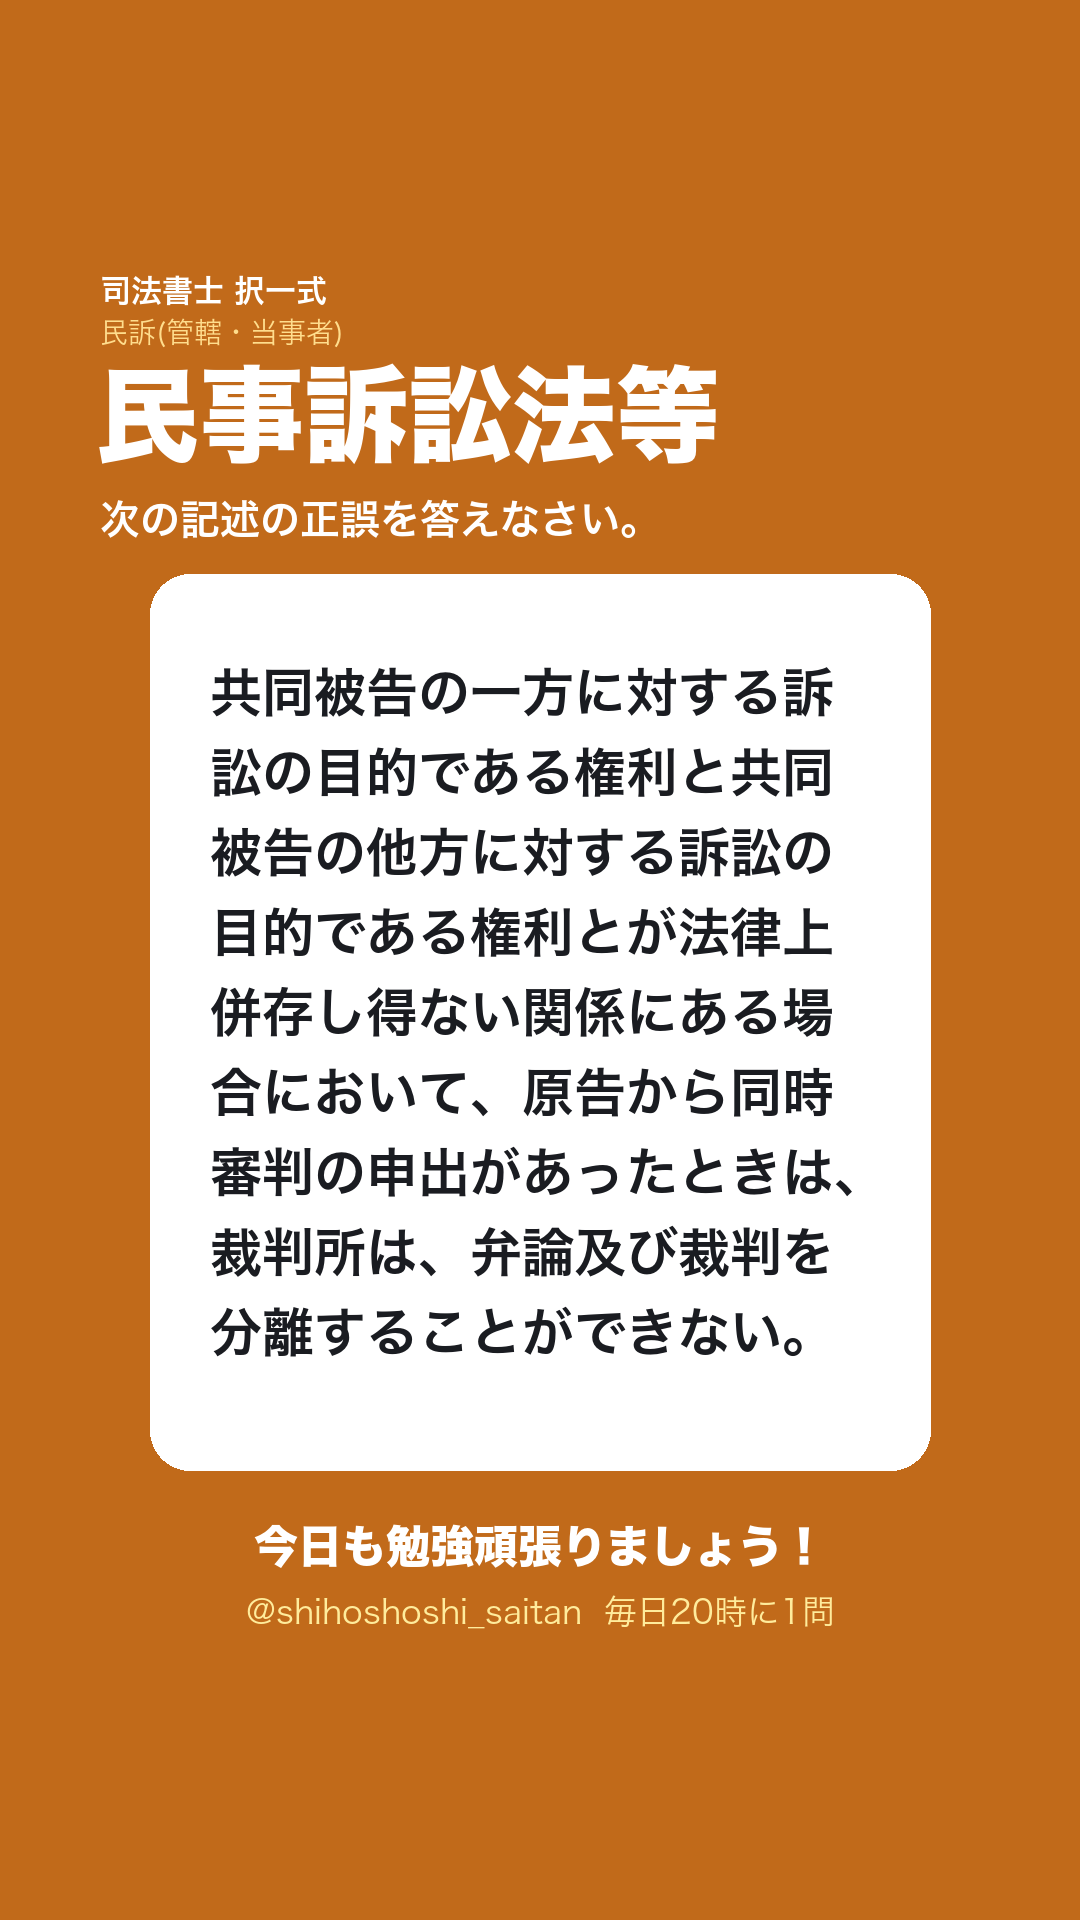 司法書士 択一式
民訴(管轄・当事者)
民事訴訟法等
次の記述の正誤を答えなさい。
共同被告の一方に対する訴
訟の目的である権利と共同
被告の他方に対する訴訟の
目的である権利とが法律上
併存し得ない関係にある場
合において、原告から同時
審判の申出があったときは、
裁判所は、弁論及び裁判を
分離することができない。
今日も勉強頑張りましょう！
@shihoshoshi_saitan 毎日20時に1問